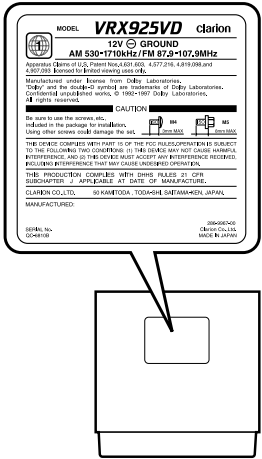 MODEL VRX925VD Clarion
12V ⊖ GROUND
AM 530-1710kHz/FM 87.9-107.9MHz
Apparatus Claims of U.S. Patent Nos.4,631,603, 4,577,216, 4,819,098,and
4,907,093 licensed for limited viewing uses only.
Manufactured under license from Dolby Laboratories.
"Dolby" and the double-D symbol are trademarks of Dolby Laboratories.
Confidential unpublished works. © 1992-1997 Dolby Laboratories.
All rights reserved.
CAUTION
Be sure to use the screws, etc.,
included in the package for installation.
Using other screws could damage the set.
M4
8mm MAX
M5
8mm MAX
THIS DEVICE COMPLIES WITH PART 15 OF THE FCC RULES.OPERATION IS SUBJECT
TO THE FOLLOWING TWO CONDITIONS: (1) THIS DEVICE MAY NOT CAUSE HARMFUL
INTERFERENCE, AND (2) THIS DEVICE MUST ACCEPT ANY INTERFERENCE RECEIVED,
INCLUDING INTERFERENCE THAT MAY CAUSE UNDESIRED OPERATION.
THIS PRODUCTION COMPLIES WITH DHHS RULES 21 CFR
SUBCHAPTER J APPLICABLE AT DATE OF MANUFACTURE.
CLARION CO.,LTD. 50 KAMITODA, TODA-SHI, SAITAMA-KEN, JAPAN,
MANUFACTURED:
SERIAL No.
286-9967-00
Clarion Co.,Ltd.
MADE IN JAPAN